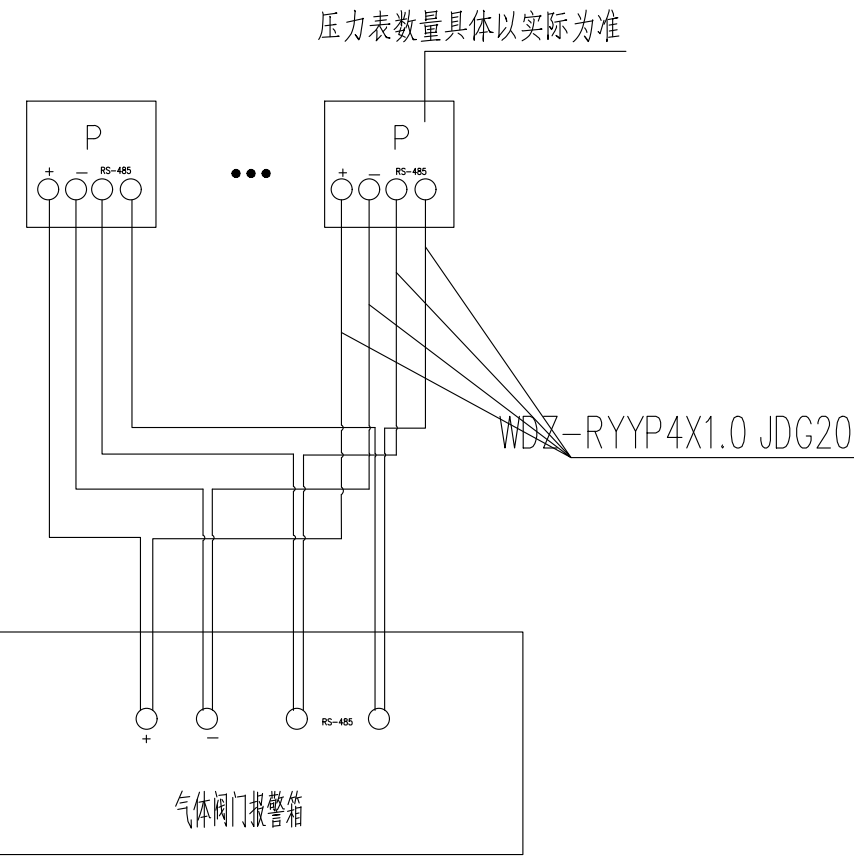 压力表数量具体以实际为准
P
P
+ — RS-485
+ — RS-485
WDZ-RYYP4X1.0 JDG20
RS-485
+ —
气体阀门报警箱